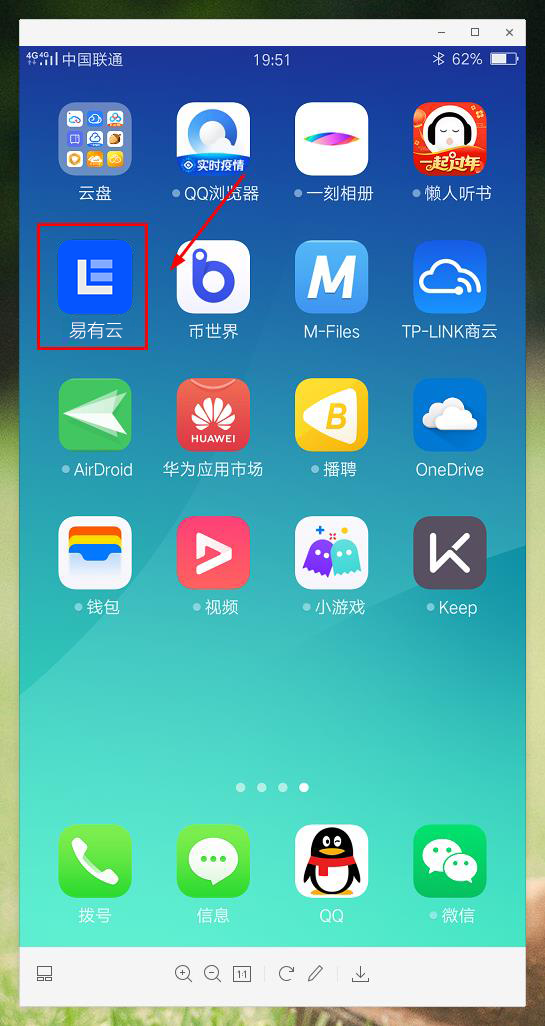 4G 4G 中国联通 19:51 62%
实时疫情
一起过年
云盘 QQ浏览器 一刻相册 懒人听书
易有云 币世界 M-Files TP-LINK商云
HUAWEI
AirDroid 华为应用市场 播聘 OneDrive
钱包 视频 小游戏 Keep
拨号 信息 QQ 微信
1:1